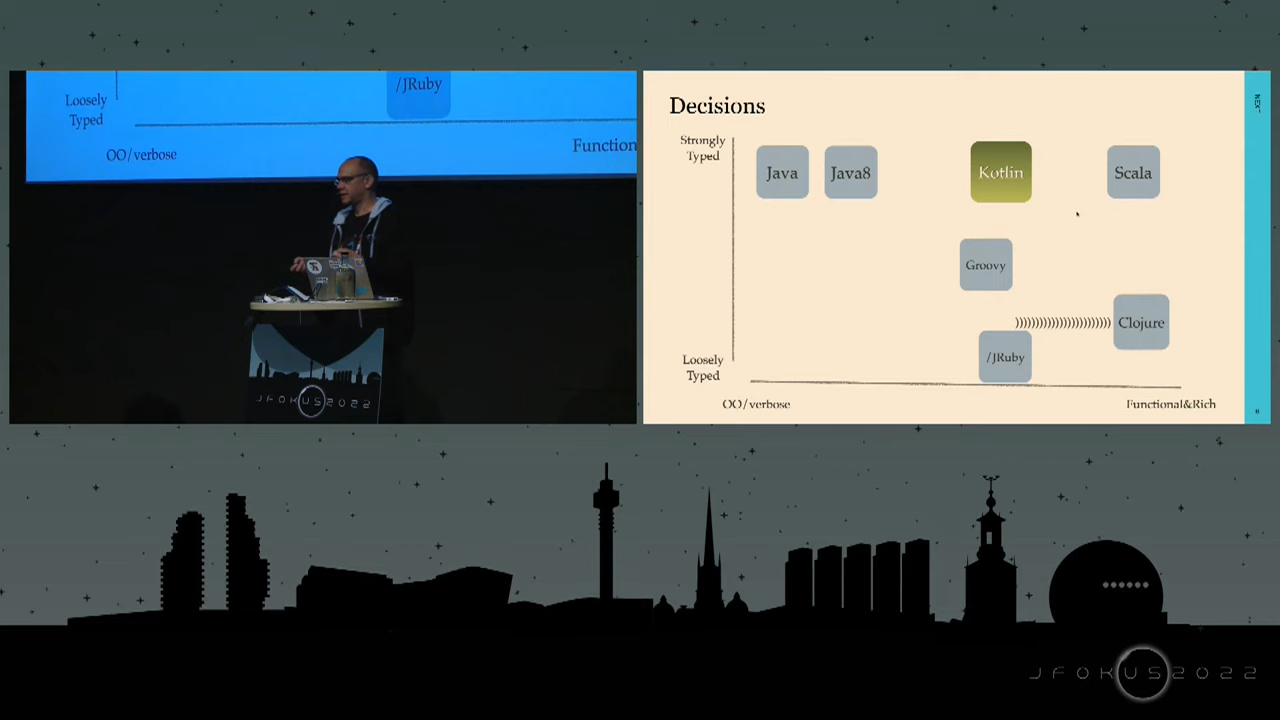 /JRuby
Loosely
Typed
OO/verbose
Function
JFOKUS2022
Decisions
Strongly
Typed
Java
Java8
Kotlin
Scala
Groovy
))))))))))))))))))))))
Clojure
/JRuby
Loosely
Typed
OO/verbose
Functional&Rich
NEXT
JFOKUS2022